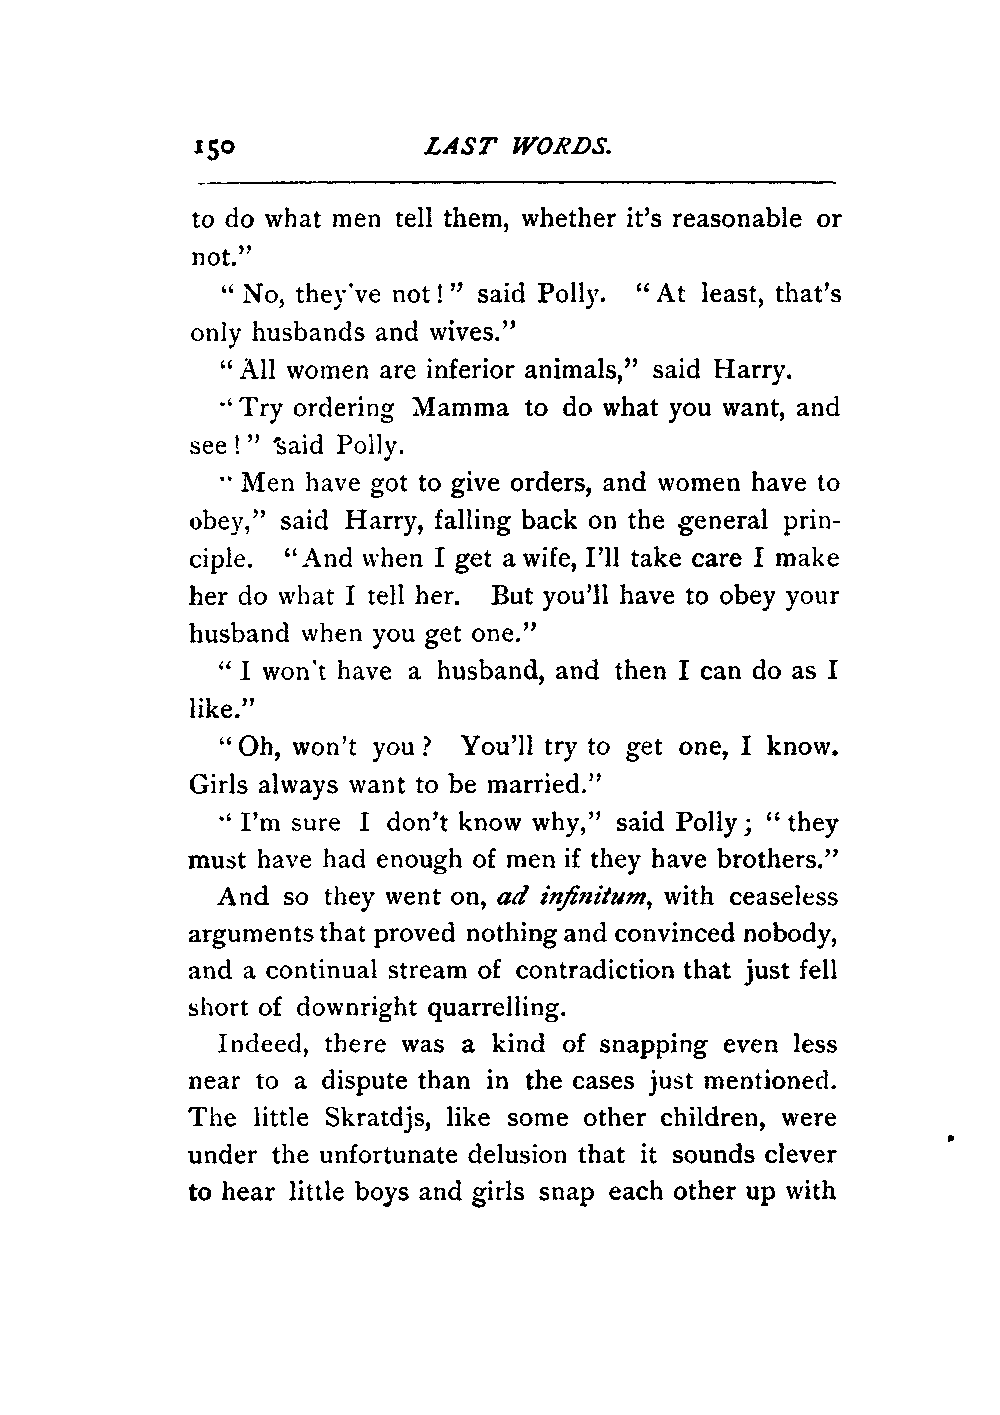 150 LAST WORDS.
to do what men tell them, whether it's reasonable or
not."
"No, they've not!" said Polly. "At least, that's
only husbands and wives."
"All women are inferior animals," said Harry.
"Try ordering Mamma to do what you want, and
see!" said Polly.
"Men have got to give orders, and women have to
obey," said Harry, falling back on the general prin-
ciple. "And when I get a wife, I'll take care I make
her do what I tell her. But you'll have to obey your
husband when you get one."
"I won't have a husband, and then I can do as I
like."
"Oh, won't you? You'll try to get one, I know.
Girls always want to be married."
"I'm sure I don't know why," said Polly; "they
must have had enough of men if they have brothers."
And so they went on, ad infinitum, with ceaseless
arguments that proved nothing and convinced nobody,
and a continual stream of contradiction that just fell
short of downright quarrelling.
Indeed, there was a kind of snapping even less
near to a dispute than in the cases just mentioned.
The little Skratdjs, like some other children, were
under the unfortunate delusion that it sounds clever
to hear little boys and girls snap each other up with